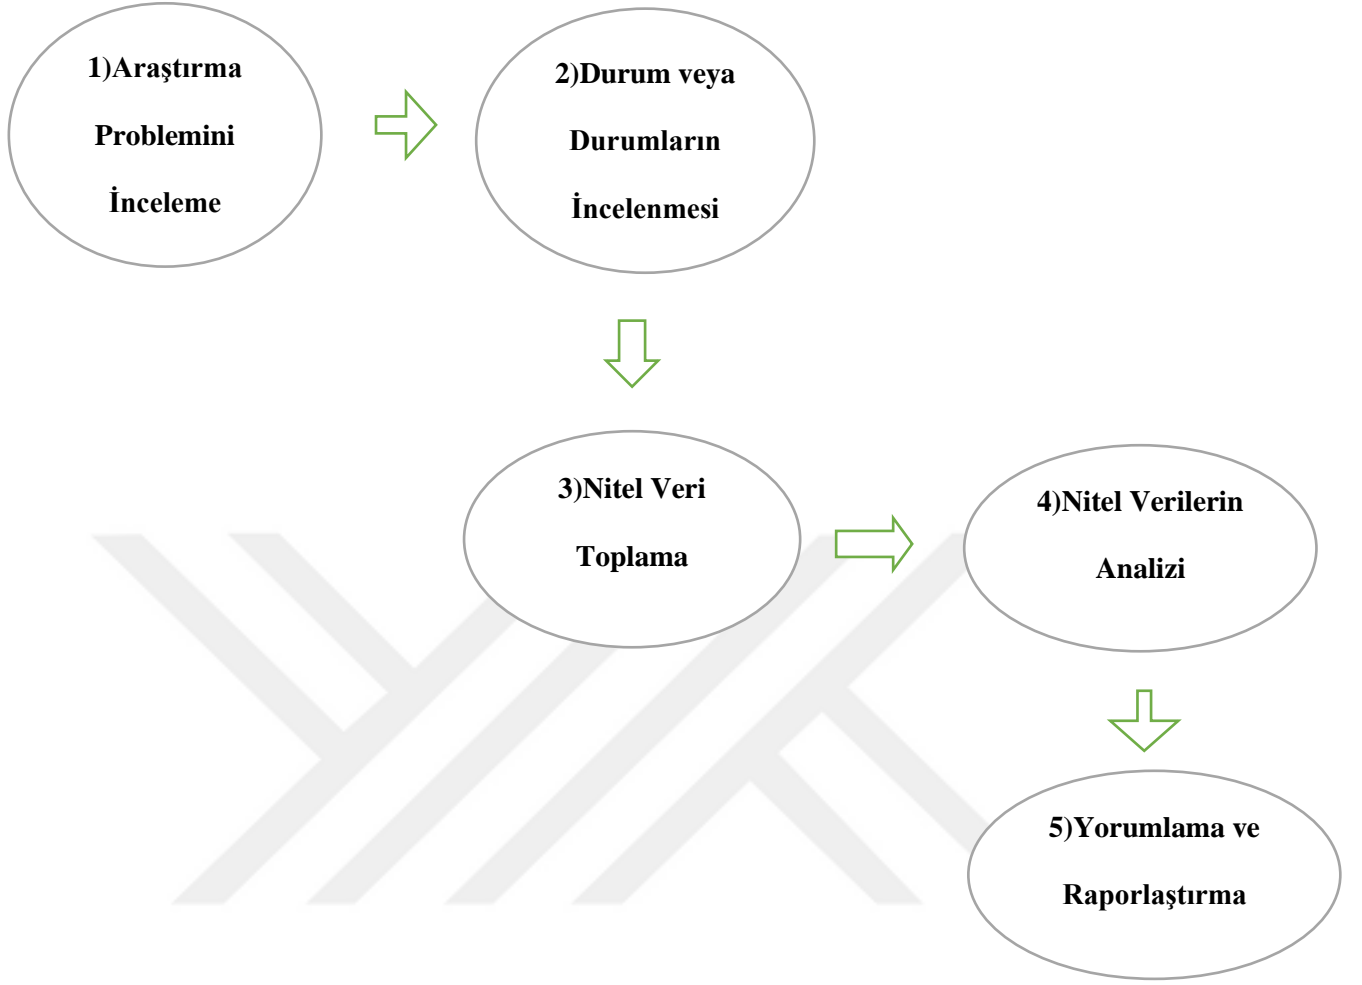 1)Araştırma
Problemini
İnceleme
2)Durum veya
Durumların
İncelenmesi
3)Nitel Veri
Toplama
4)Nitel Verilerin
Analizi
5)Yorumlama ve
Raporlaştırma